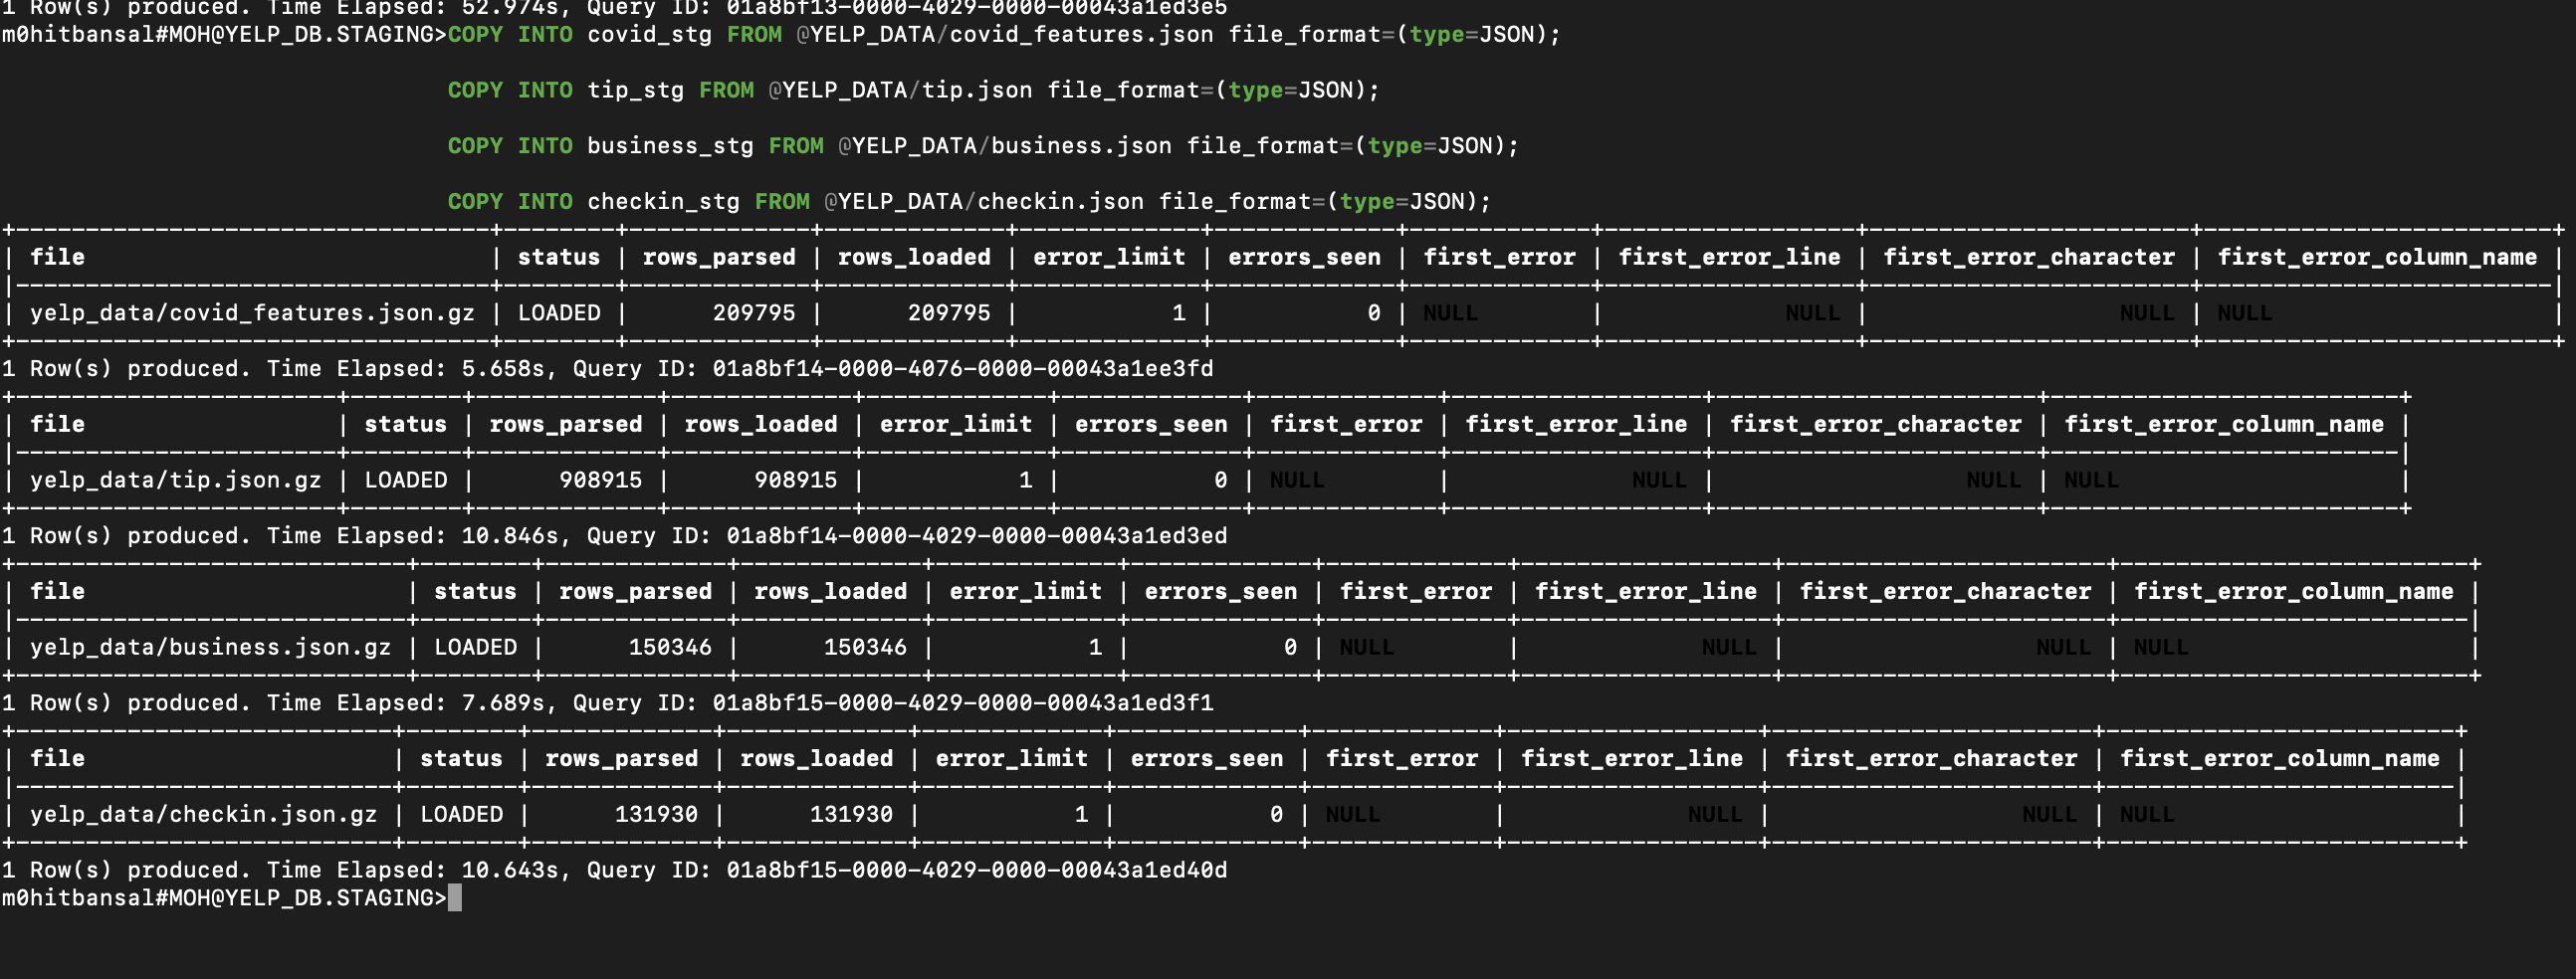 1 Row(s) produced. Time Elapsed: 52.974s, Query ID: 01a8bf13-0000-4029-0000-00043a1ed3e5
m0hitbansal#MOH@YELP_DB.STAGING>COPY INTO covid_stg FROM @YELP_DATA/covid_features.json file_format=(type=JSON);
COPY INTO tip_stg FROM @YELP_DATA/tip.json file_format=(type=JSON);
COPY INTO business_stg FROM @YELP_DATA/business.json file_format=(type=JSON);
COPY INTO checkin_stg FROM @YELP_DATA/checkin.json file_format=(type=JSON);
| file | status | rows_parsed | rows_loaded | error_limit | errors_seen | first_error | first_error_line | first_error_character | first_error_column_name |
| yelp_data/covid_features.json.gz | LOADED | 209795 | 209795 | 1 | 0 | NULL | NULL | NULL | NULL |
1 Row(s) produced. Time Elapsed: 5.658s, Query ID: 01a8bf14-0000-4076-0000-00043a1ee3fd
| file | status | rows_parsed | rows_loaded | error_limit | errors_seen | first_error | first_error_line | first_error_character | first_error_column_name |
| yelp_data/tip.json.gz | LOADED | 908915 | 908915 | 1 | 0 | NULL | NULL | NULL | NULL |
1 Row(s) produced. Time Elapsed: 10.846s, Query ID: 01a8bf14-0000-4029-0000-00043a1ed3ed
| file | status | rows_parsed | rows_loaded | error_limit | errors_seen | first_error | first_error_line | first_error_character | first_error_column_name |
| yelp_data/business.json.gz | LOADED | 150346 | 150346 | 1 | 0 | NULL | NULL | NULL | NULL |
1 Row(s) produced. Time Elapsed: 7.689s, Query ID: 01a8bf15-0000-4029-0000-00043a1ed3f1
| file | status | rows_parsed | rows_loaded | error_limit | errors_seen | first_error | first_error_line | first_error_character | first_error_column_name |
| yelp_data/checkin.json.gz | LOADED | 131930 | 131930 | 1 | 0 | NULL | NULL | NULL | NULL |
1 Row(s) produced. Time Elapsed: 10.643s, Query ID: 01a8bf15-0000-4029-0000-00043a1ed40d
m0hitbansal#MOH@YELP_DB.STAGING>